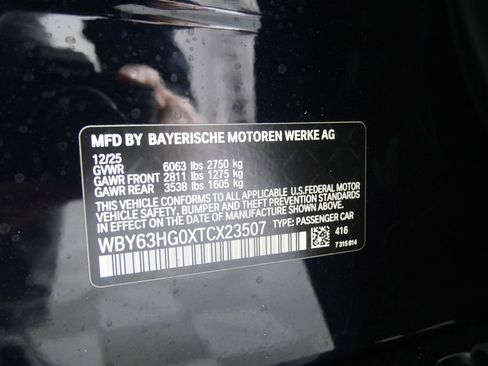 MFD BY BAYERISCHE MOTOREN WERKE AG
12/25
GVWR 6063 lbs 2750 kg
GAWR FRONT 2811 lbs 1275 kg
GAWR REAR 3538 lbs 1605 kg
THIS VEHICLE CONFORMS TO ALL APPLICABLE U.S.FEDERAL MOTOR
VEHICLE SAFETY, BUMPER AND THEFT PREVENTION STANDARDS
IN EFFECT ON THE DATE OF MANUFACTURE SHOWN ABOVE.
WBY63HG0XTCX23507 TYPE: PASSENGER CAR
416
7 315 814